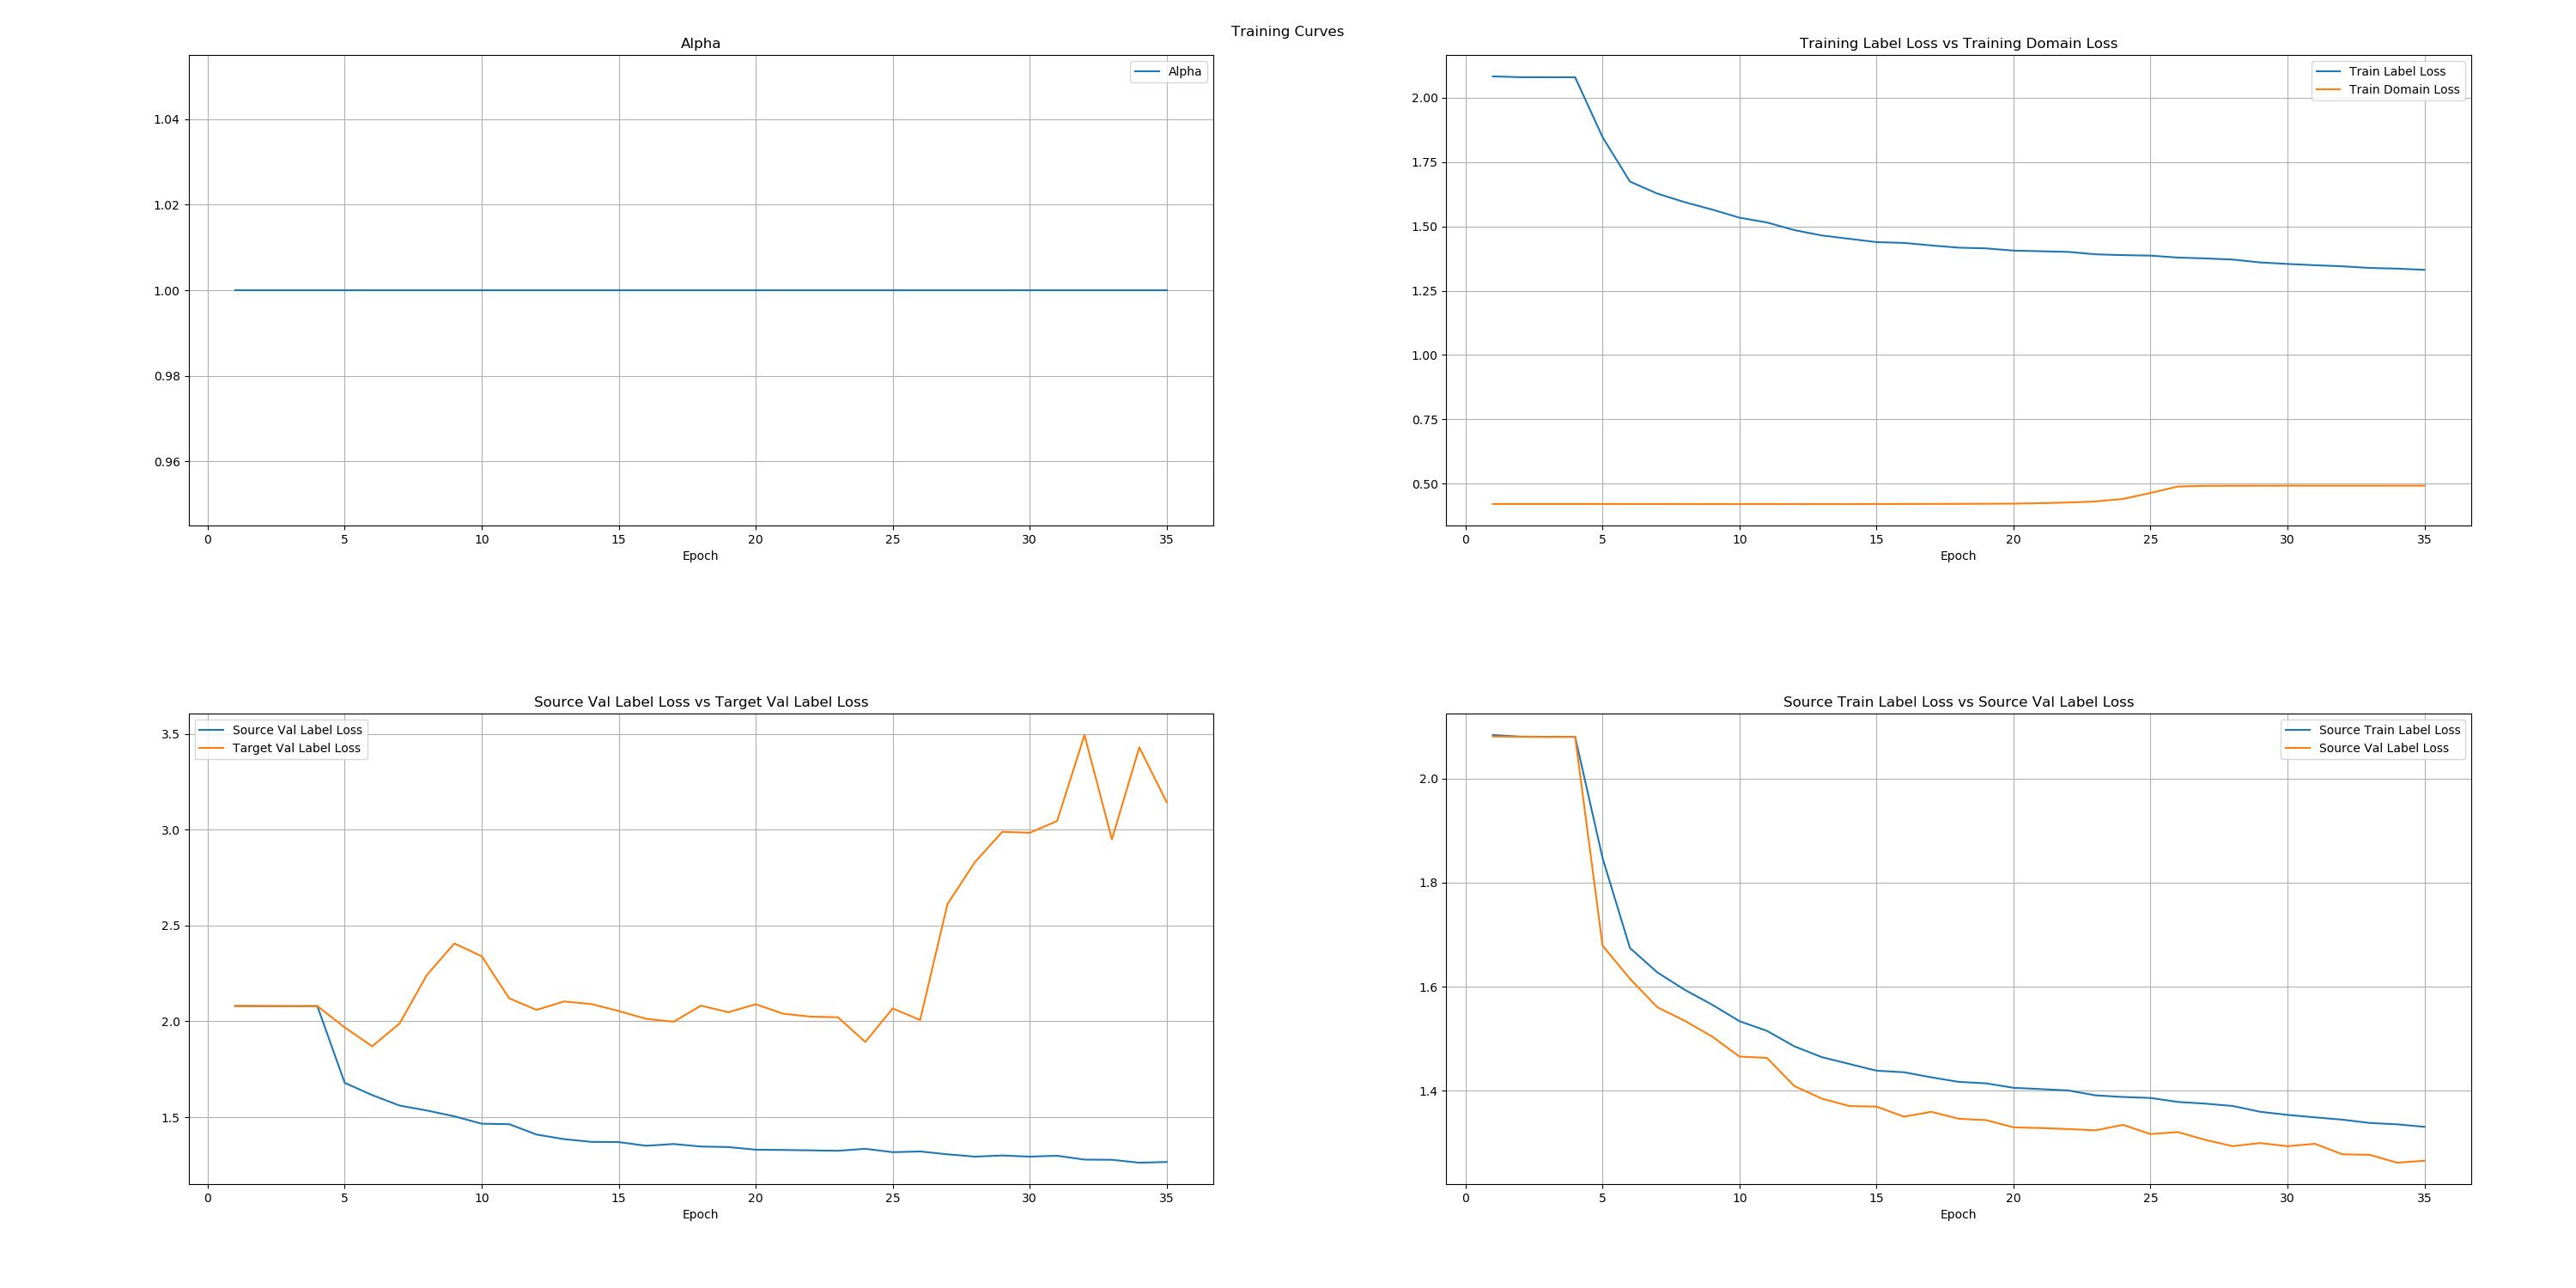 Training Curves
Alpha
Alpha
1.04
1.02
1.00
0.98
0.96
0 5 10 15 20 25 30 35
Epoch
Training Label Loss vs Training Domain Loss
Train Label Loss
Train Domain Loss
2.00
1.75
1.50
1.25
1.00
0.75
0.50
0 5 10 15 20 25 30 35
Epoch
Source Val Label Loss vs Target Val Label Loss
Source Val Label Loss
Target Val Label Loss
3.5
3.0
2.5
2.0
1.5
0 5 10 15 20 25 30 35
Epoch
Source Train Label Loss vs Source Val Label Loss
Source Train Label Loss
Source Val Label Loss
2.0
1.8
1.6
1.4
0 5 10 15 20 25 30 35
Epoch